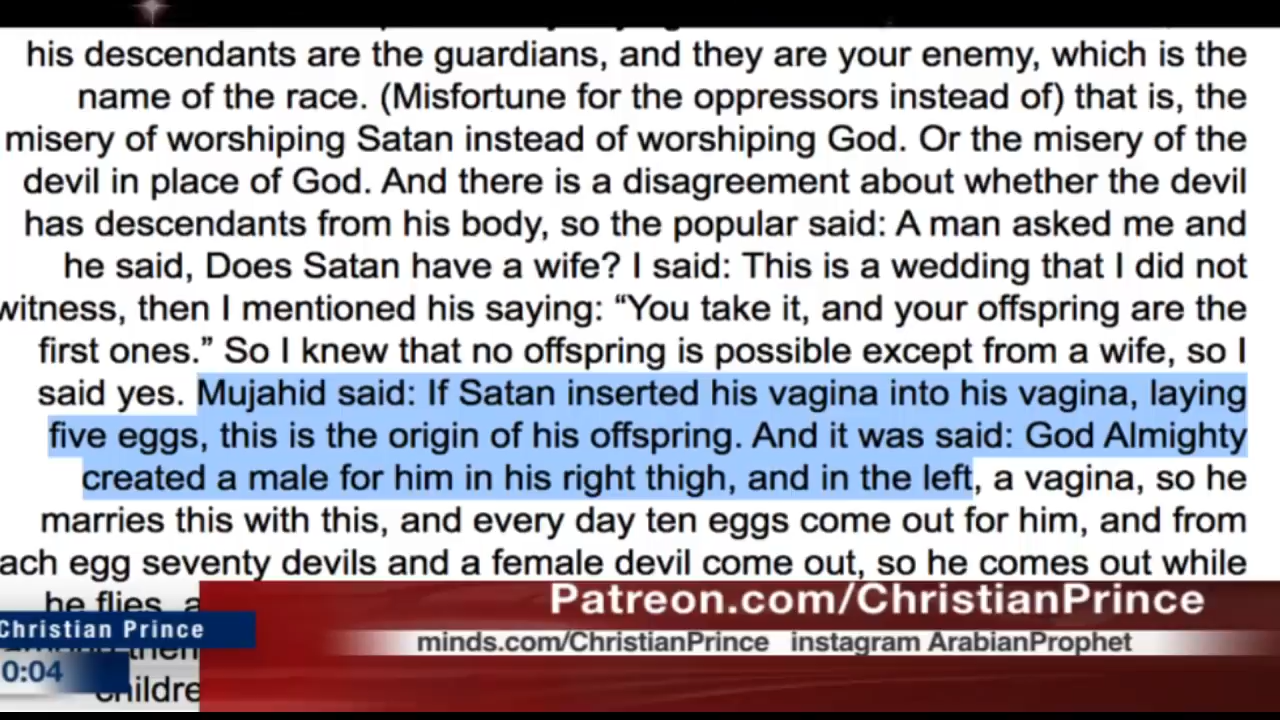 his descendants are the guardians, and they are your enemy, which is the
name of the race. (Misfortune for the oppressors instead of) that is, the
misery of worshiping Satan instead of worshiping God. Or the misery of the
devil in place of God. And there is a disagreement about whether the devil
has descendants from his body, so the popular said: A man asked me and
he said, Does Satan have a wife? I said: This is a wedding that I did not
witness, then I mentioned his saying: “You take it, and your offspring are the
first ones.” So I knew that no offspring is possible except from a wife, so I
said yes. Mujahid said: If Satan inserted his vagina into his vagina, laying
five eggs, this is the origin of his offspring. And it was said: God Almighty
created a male for him in his right thigh, and in the left, a vagina, so he
marries this with this, and every day ten eggs come out for him, and from
ach egg seventy devils and a female devil come out, so he comes out while
he flies, a
Patreon.com/ChristianPrince
Christian Prince
minds.com/ChristianPrince instagram ArabianProphet
0:04